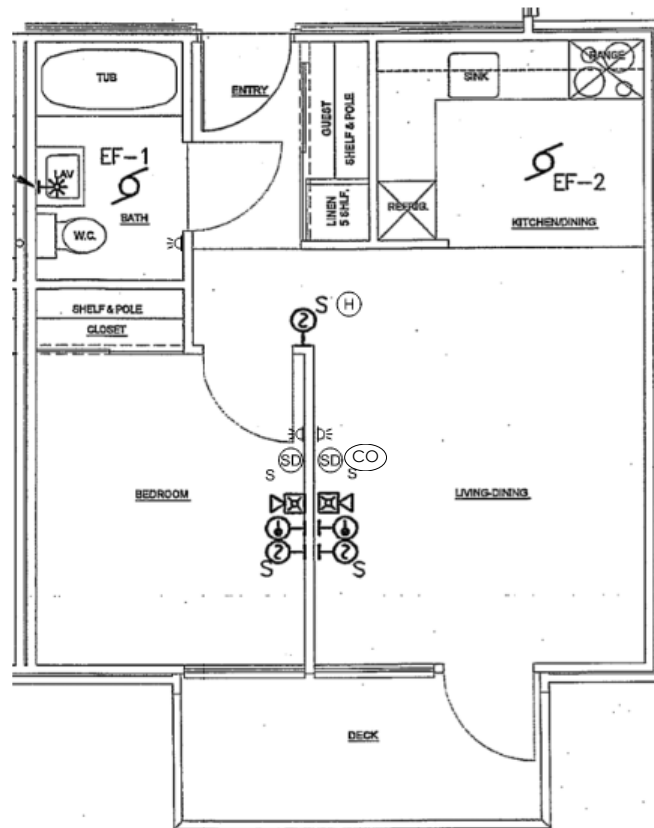 TUB
ENTRY
GUEST
SHELF & POLE
SINK
RANGE
EF-1
LAV
BATH
W.C.
LINEN
5 SHLF.
REFRIG.
EF-2
KITCHEN/DINING
SHELF & POLE
CLOSET
S
H
SD
SD
CO
S
S
BEDROOM
LIVING-DINING
S
S
DECK